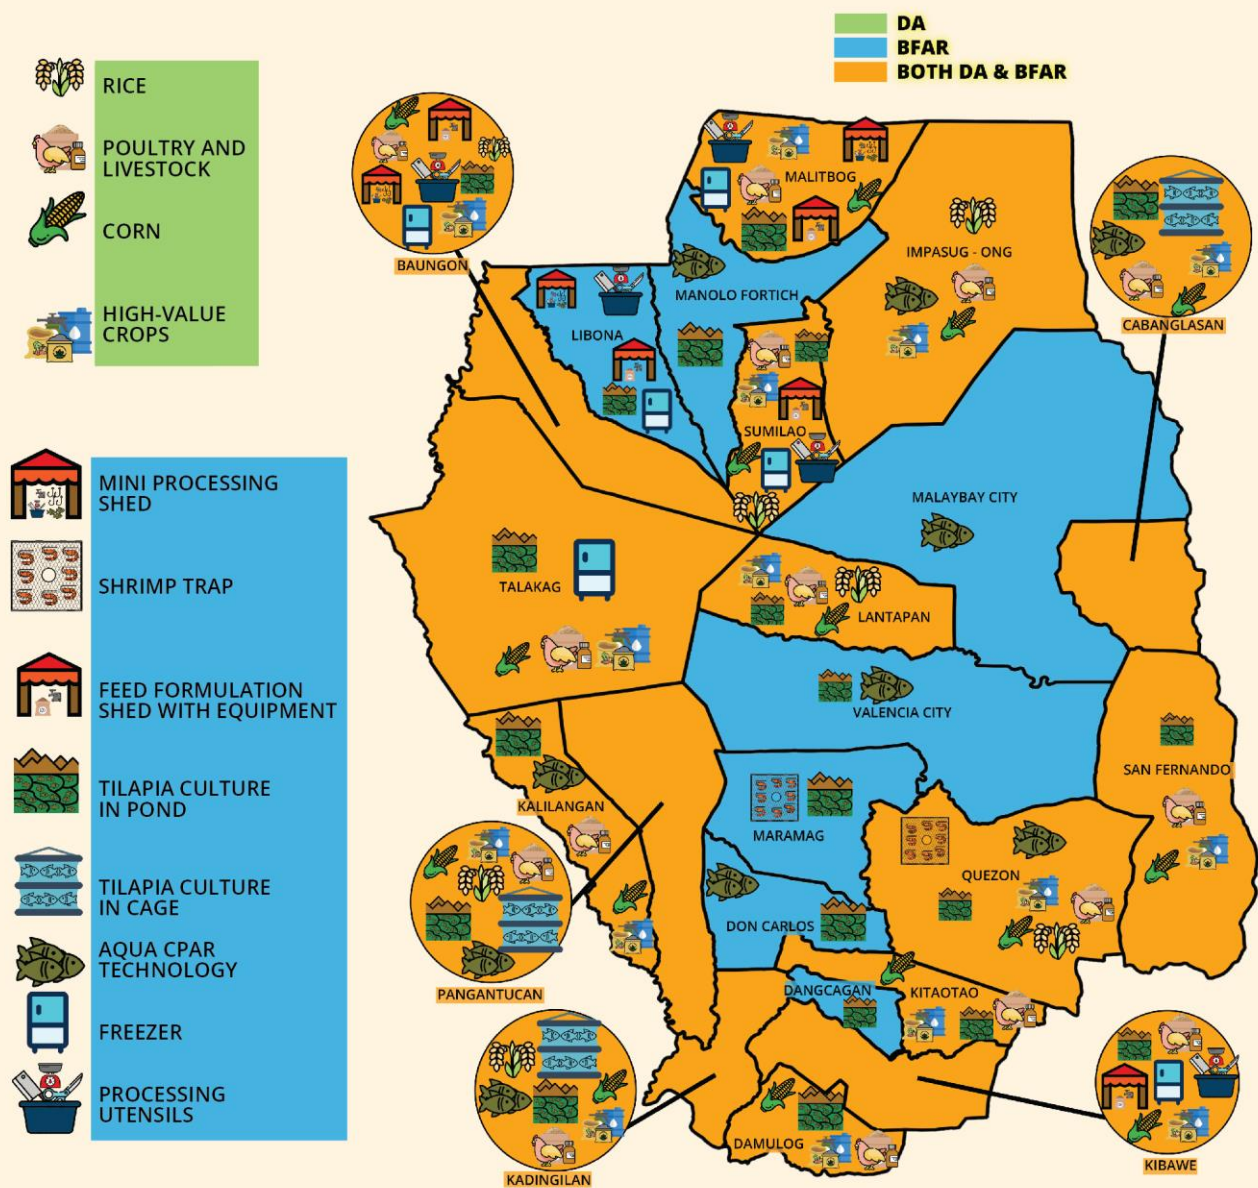 DA
BFAR
BOTH DA & BFAR
RICE
POULTRY AND
LIVESTOCK
CORN
HIGH-VALUE
CROPS
MINI PROCESSING
SHED
SHRIMP TRAP
FEED FORMULATION
SHED WITH EQUIPMENT
TILAPIA CULTURE
IN POND
TILAPIA CULTURE
IN CAGE
AQUA CPAR
TECHNOLOGY
FREEZER
PROCESSING
UTENSILS
BAUNGON
MALITBOG
IMPASUG - ONG
CABANGLASAN
MANOLO FORTICH
LIBONA
SUMILAO
MALAYBAY CITY
TALAKAG
LANTAPAN
VALENCIA CITY
SAN FERNANDO
KALILANGAN
MARAMAG
QUEZON
DON CARLOS
PANGANTUCAN
DANGCAGAN
KITAOTAO
DAMULOG
KADINGILAN
KIBAWE